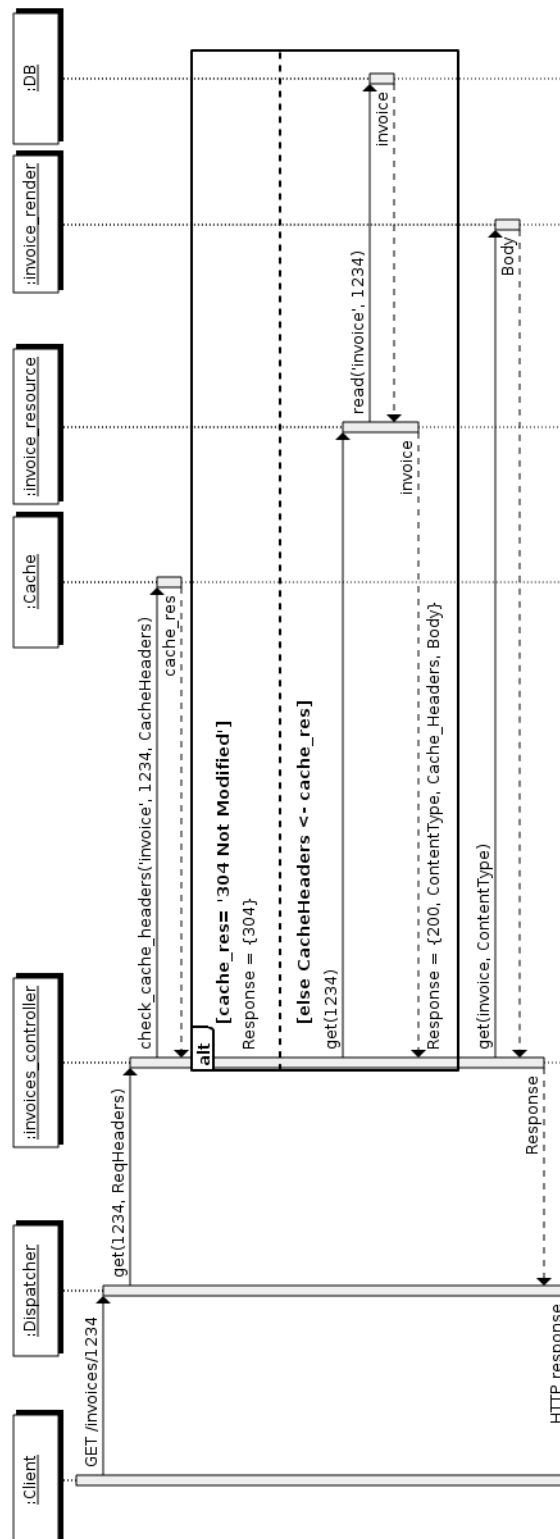 :Client
:Dispatcher
:invoices_controller
:Cache
:invoice_resource
:invoice_render
:DB
GET /invoices/1234
get(1234, ReqHeaders)
check_cache_headers('invoice', 1234, CacheHeaders)
cache_res
alt
[cache_res= '304 Not Modified']
Response = {304}
[else CacheHeaders <- cache_res]
get(1234)
read('invoice', 1234)
invoice
invoice
Response = {200, ContentType, Cache_Headers, Body}
get(invoice, ContentType)
Body
Response
HTTP response